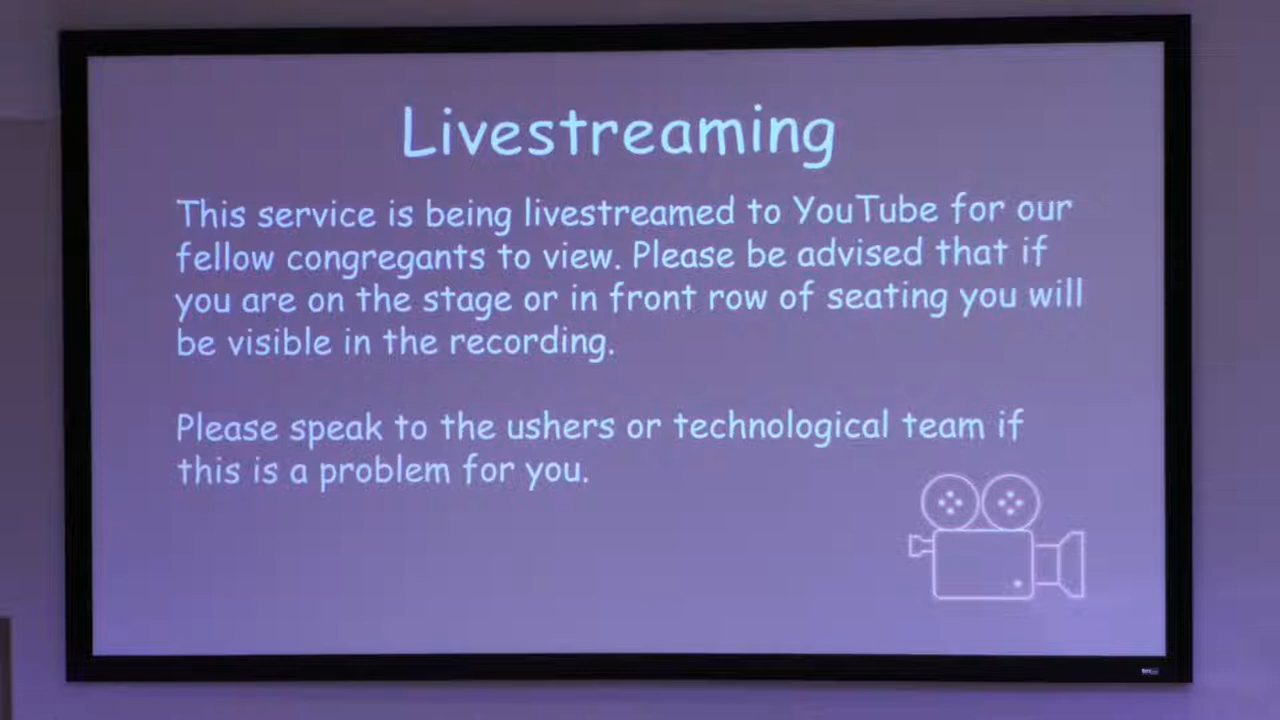 Livestreaming
This service is being livestreamed to YouTube for our
fellow congregants to view. Please be advised that if
you are on the stage or in front row of seating you will
be visible in the recording.
Please speak to the ushers or technological team if
this is a problem for you.